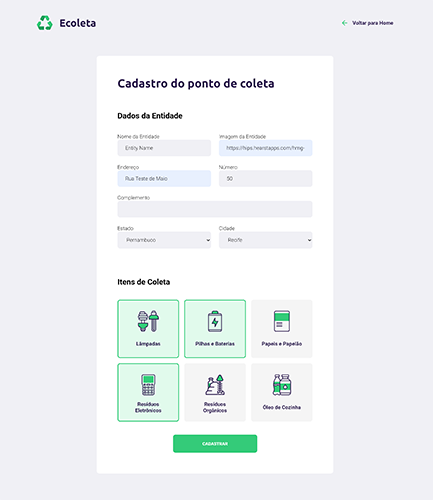 Ecoleta
Voltar para Home
Cadastro do ponto de coleta
Dados da Entidade
Nome da Entidade
Imagem da Entidade
Entity Name
https://hips.hearstapps.com/hmg-
Endereço
Número
Rua Teste de Maio
50
Complemento
Estado
Cidade
Pernambuco
Recife
Itens de Coleta
Lâmpadas
Pilhas e Baterias
Papéis e Papelão
Resíduos
Eletrônicos
Resíduos
Orgânicos
Óleo de Cozinha
CADASTRAR